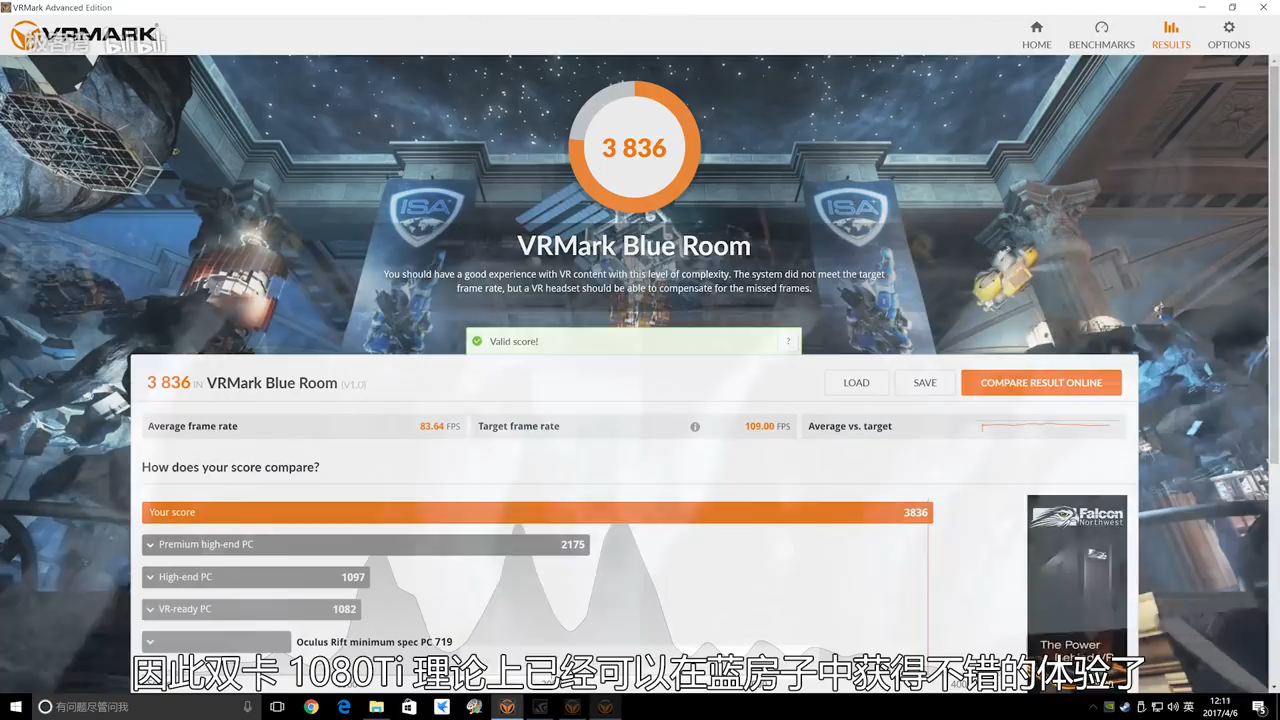 VRMark Advanced Edition
VRMARK
极客湾 bilibili
HOME BENCHMARKS RESULTS OPTIONS
3 836
ISA ISA
VRMark Blue Room
You should have a good experience with VR content with this level of complexity. The system did not meet the target
frame rate, but a VR headset should be able to compensate for the missed frames.
Valid score! ?
3 836 IN VRMark Blue Room (V1.0) LOAD SAVE COMPARE RESULT ONLINE
Average frame rate 83.64 FPS Target frame rate 109.00 FPS Average vs. target
How does your score compare?
Your score 3836
Falcon
Northwest
Premium high-end PC 2175
High-end PC 1097
VR-ready PC 1082
Oculus Rift minimum spec PC 719
The Power
因此双卡 1080Ti 理论上已经可以在蓝房子中获得不错的体验了
有问题尽管问我
英
12:11
2017/4/6